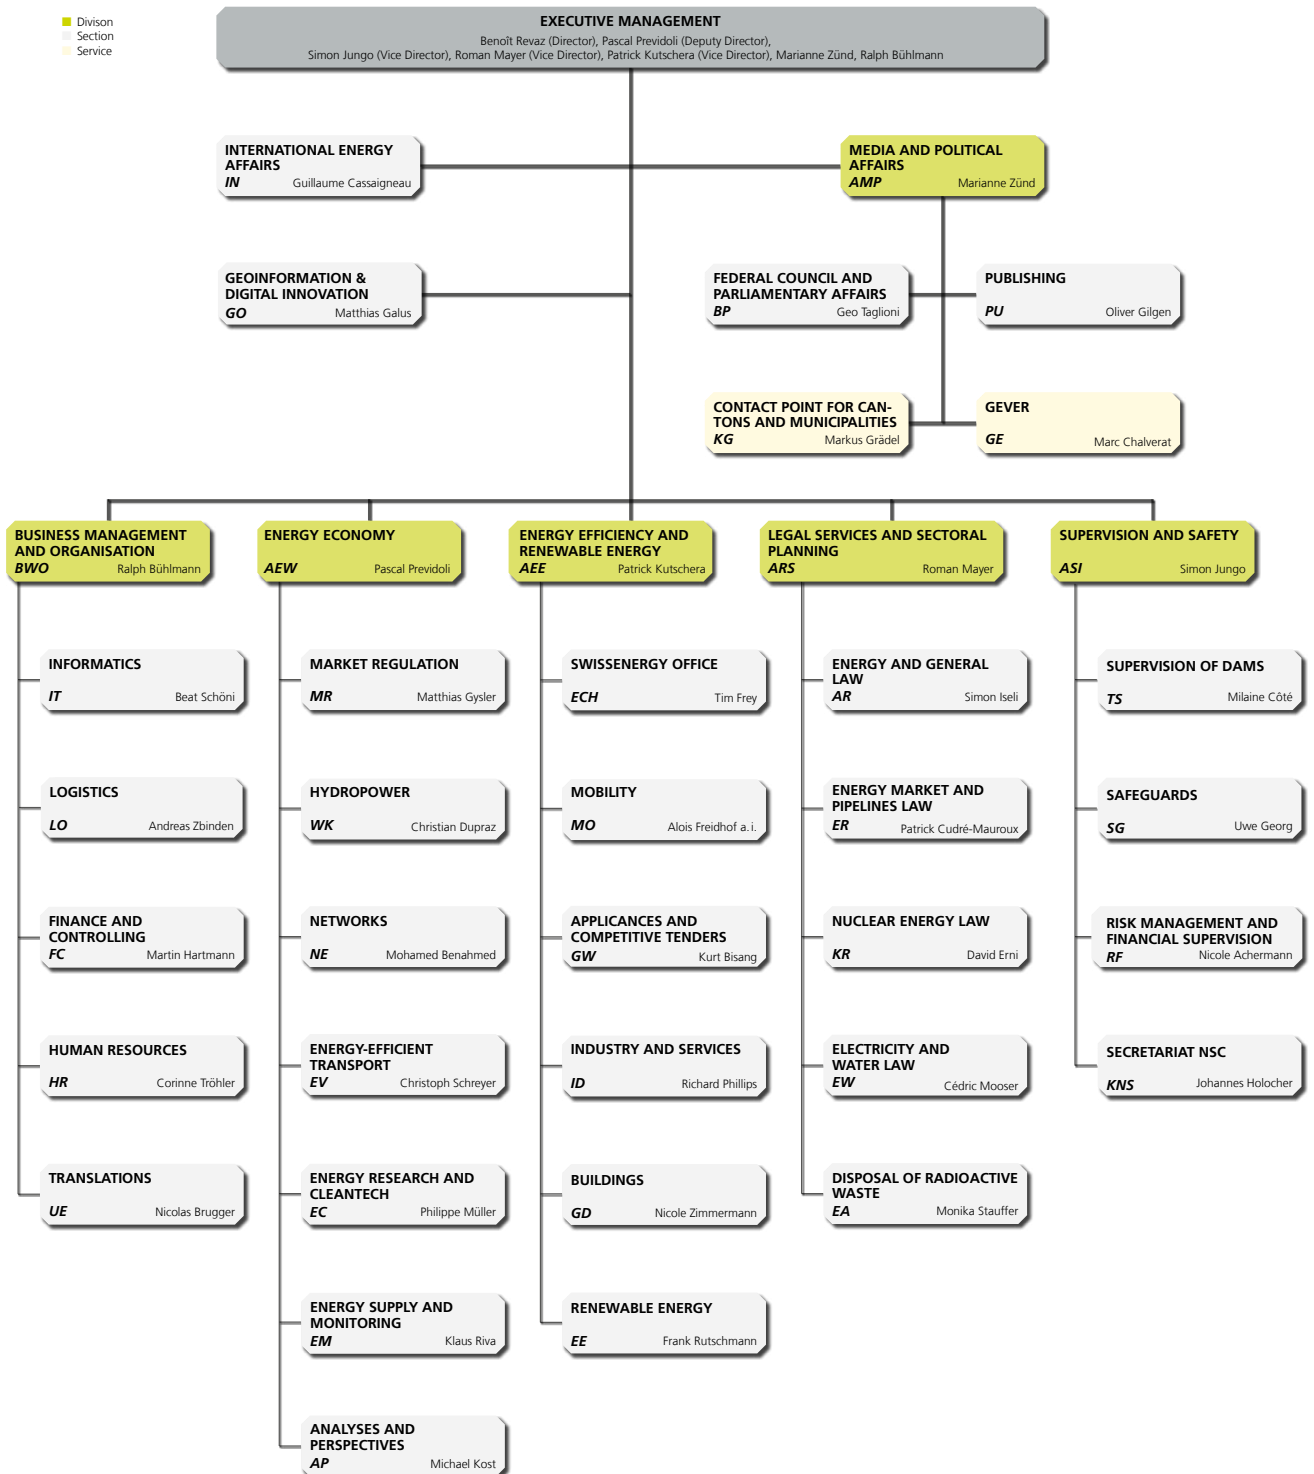 Divison
Section
Service
EXECUTIVE MANAGEMENT
Benoît Revaz (Director), Pascal Previdoli (Deputy Director),
Simon Jungo (Vice Director), Roman Mayer (Vice Director), Patrick Kutschera (Vice Director), Marianne Zünd, Ralph Bühlmann
INTERNATIONAL ENERGY
AFFAIRS
IN Guillaume Cassaigneau
MEDIA AND POLITICAL
AFFAIRS
AMP Marianne Zünd
GEOINFORMATION &
DIGITAL INNOVATION
GO Matthias Galus
FEDERAL COUNCIL AND
PARLIAMENTARY AFFAIRS
BP Geo Taglioni
PUBLISHING
PU Oliver Gilgen
CONTACT POINT FOR CAN-
TONS AND MUNICIPALITIES
KG Markus Grädel
GEVER
GE Marc Chalverat
BUSINESS MANAGEMENT
AND ORGANISATION
BWO Ralph Bühlmann
ENERGY ECONOMY
AEW Pascal Previdoli
ENERGY EFFICIENCY AND
RENEWABLE ENERGY
AEE Patrick Kutschera
LEGAL SERVICES AND SECTORAL
PLANNING
ARS Roman Mayer
SUPERVISION AND SAFETY
ASI Simon Jungo
INFORMATICS
IT Beat Schöni
MARKET REGULATION
MR Matthias Gysler
SWISSENERGY OFFICE
ECH Tim Frey
ENERGY AND GENERAL
LAW
AR Simon Iseli
SUPERVISION OF DAMS
TS Milaine Côté
LOGISTICS
LO Andreas Zbinden
HYDROPOWER
WK Christian Dupraz
MOBILITY
MO Alois Freidhof a.i.
ENERGY MARKET AND
PIPELINES LAW
ER Patrick Cudré-Mauroux
SAFEGUARDS
SG Uwe Georg
FINANCE AND
CONTROLLING
FC Martin Hartmann
NETWORKS
NE Mohamed Benahmed
APPLICANCES AND
COMPETITIVE TENDERS
GW Kurt Bisang
NUCLEAR ENERGY LAW
KR David Erni
RISK MANAGEMENT AND
FINANCIAL SUPERVISION
RF Nicole Achermann
HUMAN RESOURCES
HR Corinne Tröhler
ENERGY-EFFICIENT
TRANSPORT
EV Christoph Schreyer
INDUSTRY AND SERVICES
ID Richard Phillips
ELECTRICITY AND
WATER LAW
EW Cédric Mooser
SECRETARIAT NSC
KNS Johannes Holocher
TRANSLATIONS
UE Nicolas Brugger
ENERGY RESEARCH AND
CLEANTECH
EC Philippe Müller
BUILDINGS
GD Nicole Zimmermann
DISPOSAL OF RADIOACTIVE
WASTE
EA Monika Stauffer
ENERGY SUPPLY AND
MONITORING
EM Klaus Riva
RENEWABLE ENERGY
EE Frank Rutschmann
ANALYSES AND
PERSPECTIVES
AP Michael Kost